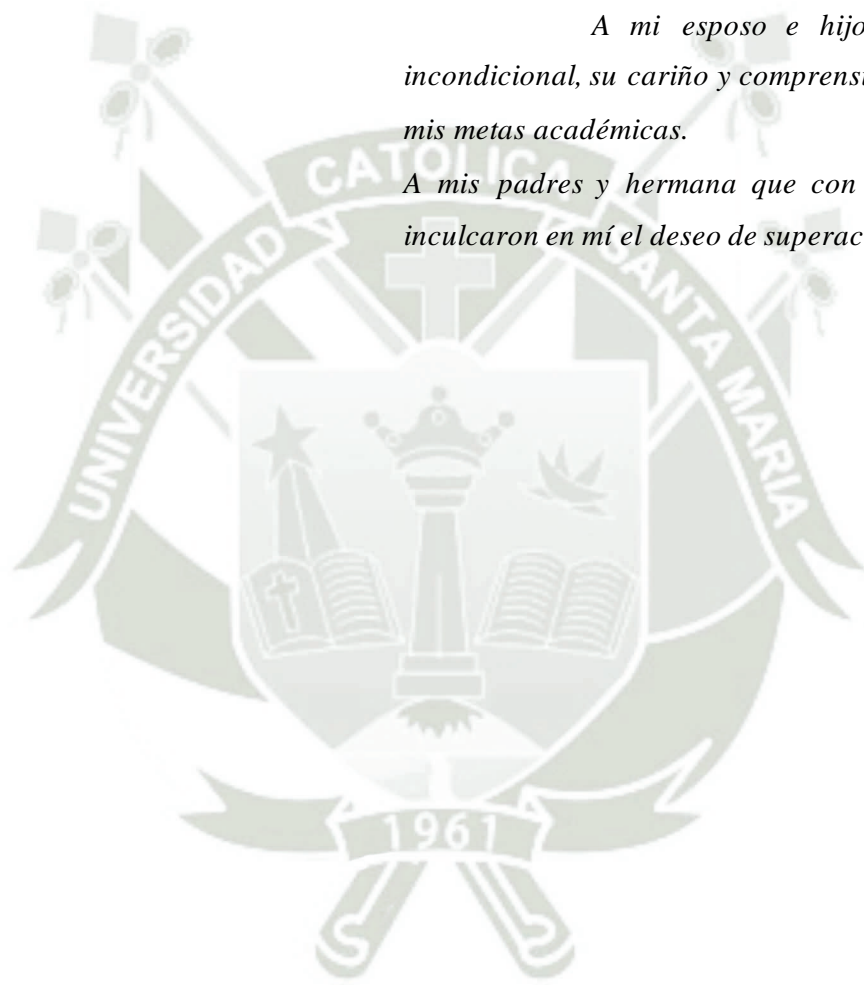 A mi esposo e hijo
incondicional, su cariño y comprensi
mis metas académicas.
A mis padres y hermana que con
inculcaron en mí el deseo de superac
UNIVERSIDAD CATOLICA SANTA MARIA
1961